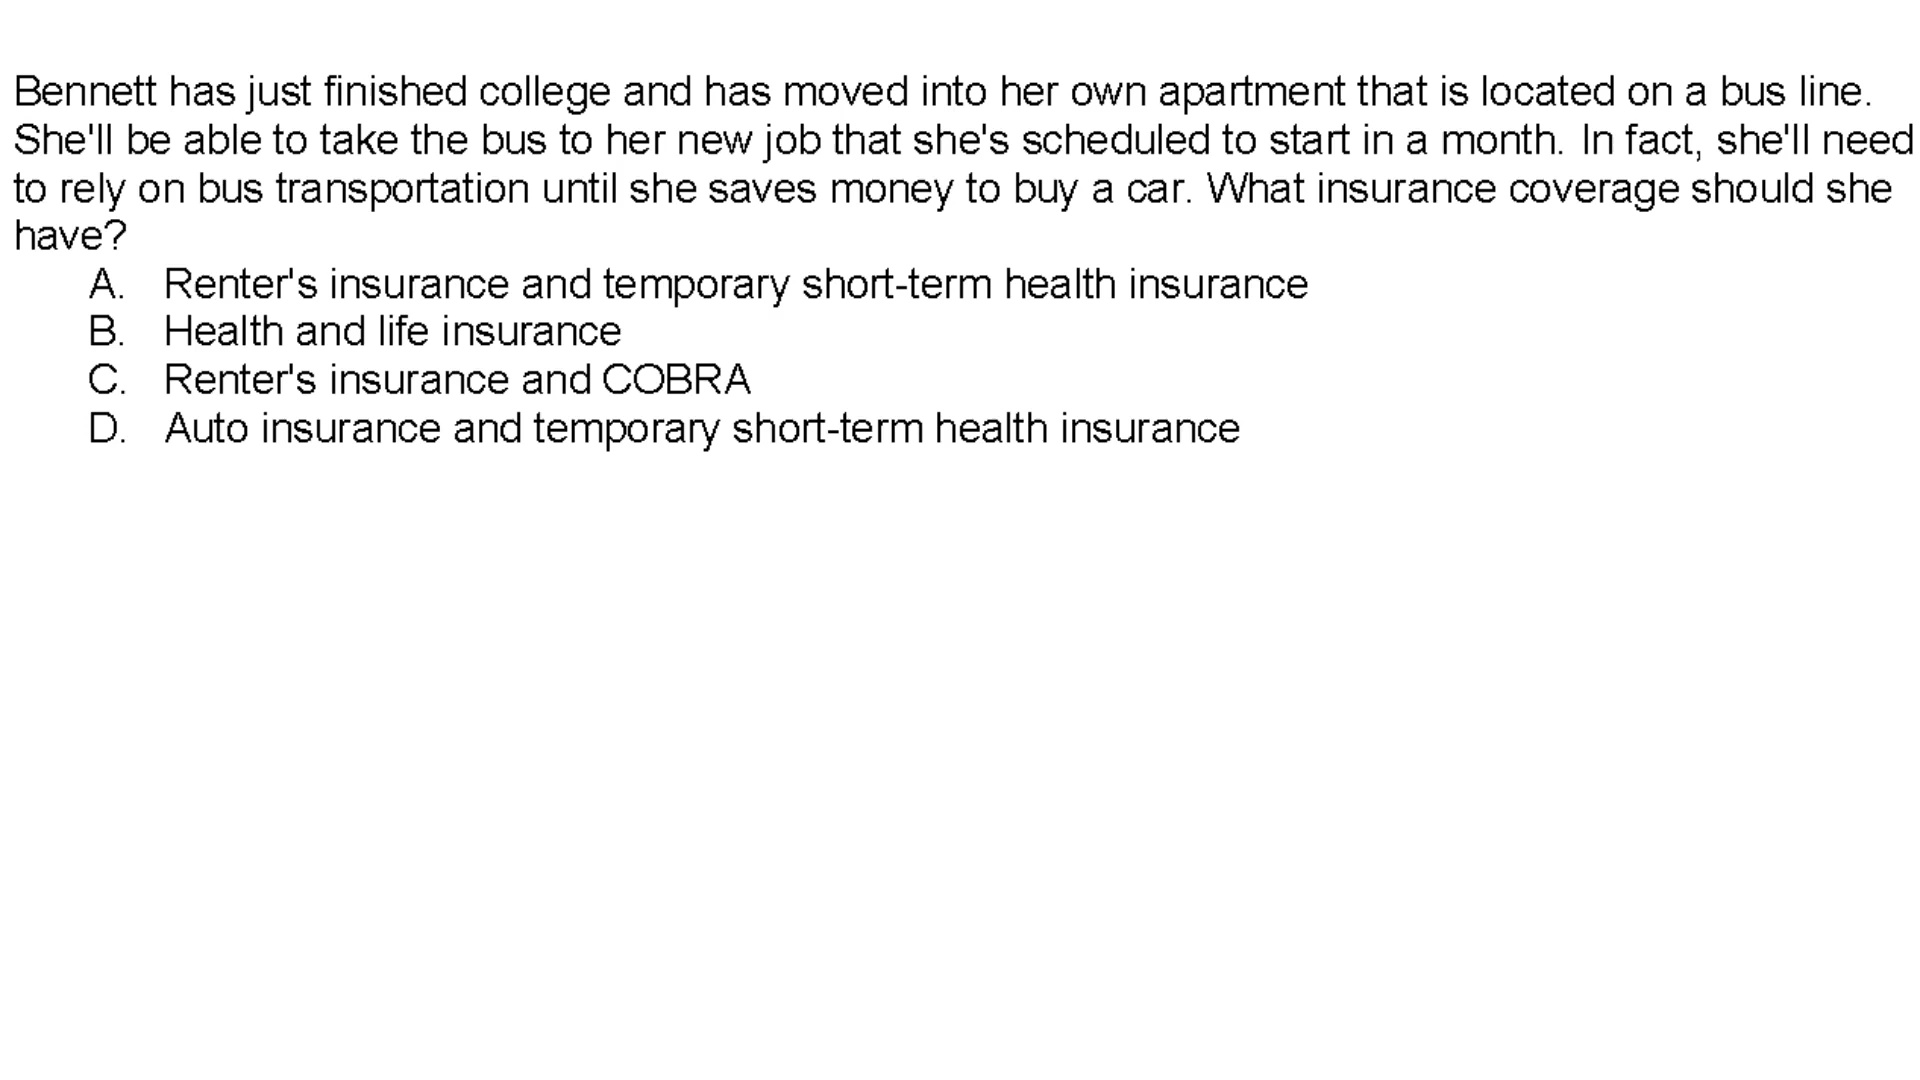 Bennett has just finished college and has moved into her own apartment that is located on a bus line.
She'll be able to take the bus to her new job that she's scheduled to start in a month. In fact, she'll need
to rely on bus transportation until she saves money to buy a car. What insurance coverage should she
have?
A. Renter's insurance and temporary short-term health insurance
B. Health and life insurance
C. Renter's insurance and COBRA
D. Auto insurance and temporary short-term health insurance